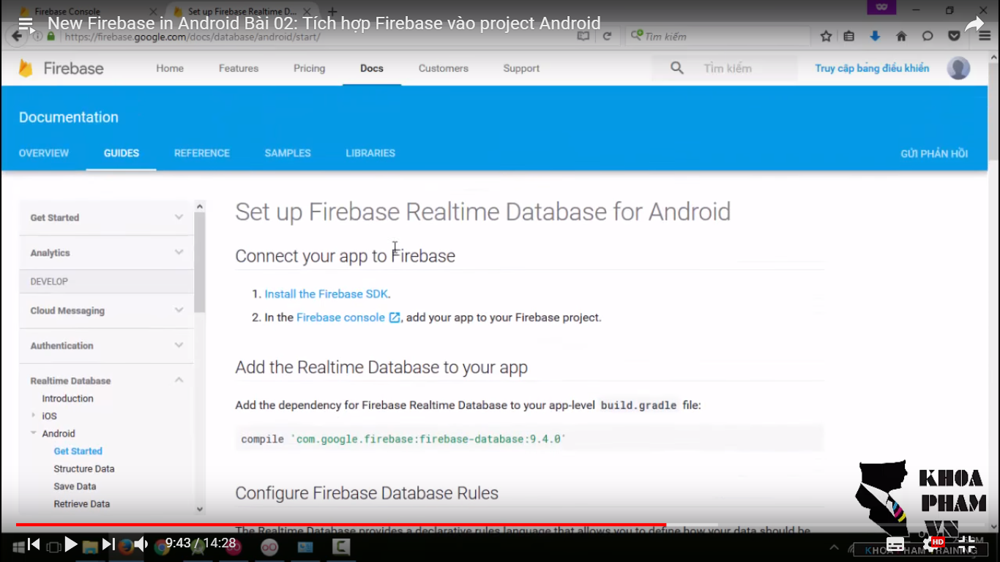 Firebase Console
Set up Firebase Realtime D...
New Firebase in Android Bài 02: Tích hợp Firebase vào project Android
https://firebase.google.com/docs/database/android/start/
Tìm kiếm
Firebase
Home
Features
Pricing
Docs
Customers
Support
Tìm kiếm
Truy cập bảng điều khiển
Documentation
OVERVIEW
GUIDES
REFERENCE
SAMPLES
LIBRARIES
GỬI PHẢN HỒI
Get Started
Analytics
DEVELOP
Cloud Messaging
Authentication
Realtime Database
Introduction
iOS
Android
Get Started
Structure Data
Save Data
Retrieve Data
Set up Firebase Realtime Database for Android
Connect your app to Firebase
1. Install the Firebase SDK.
2. In the Firebase console , add your app to your Firebase project.
Add the Realtime Database to your app
Add the dependency for Firebase Realtime Database to your app-level build.gradle file:
compile 'com.google.firebase:firebase-database:9.4.0'
Configure Firebase Database Rules
The Realtime Database provides a declarative rules language that allows you to define how your data should be
KHOA
PHAM
.VN
9:43 / 14:28
HD
KHOA PHAM TRAINING